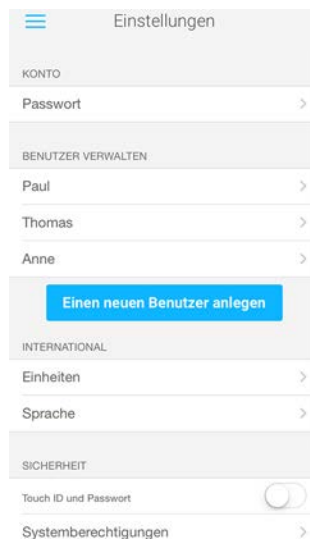 Einstellungen
KONTO
Passwort
BENUTZER VERWALTEN
Paul
Thomas
Anne
Einen neuen Benutzer anlegen
INTERNATIONAL
Einheiten
Sprache
SICHERHEIT
Touch ID und Passwort
Systemberechtigungen